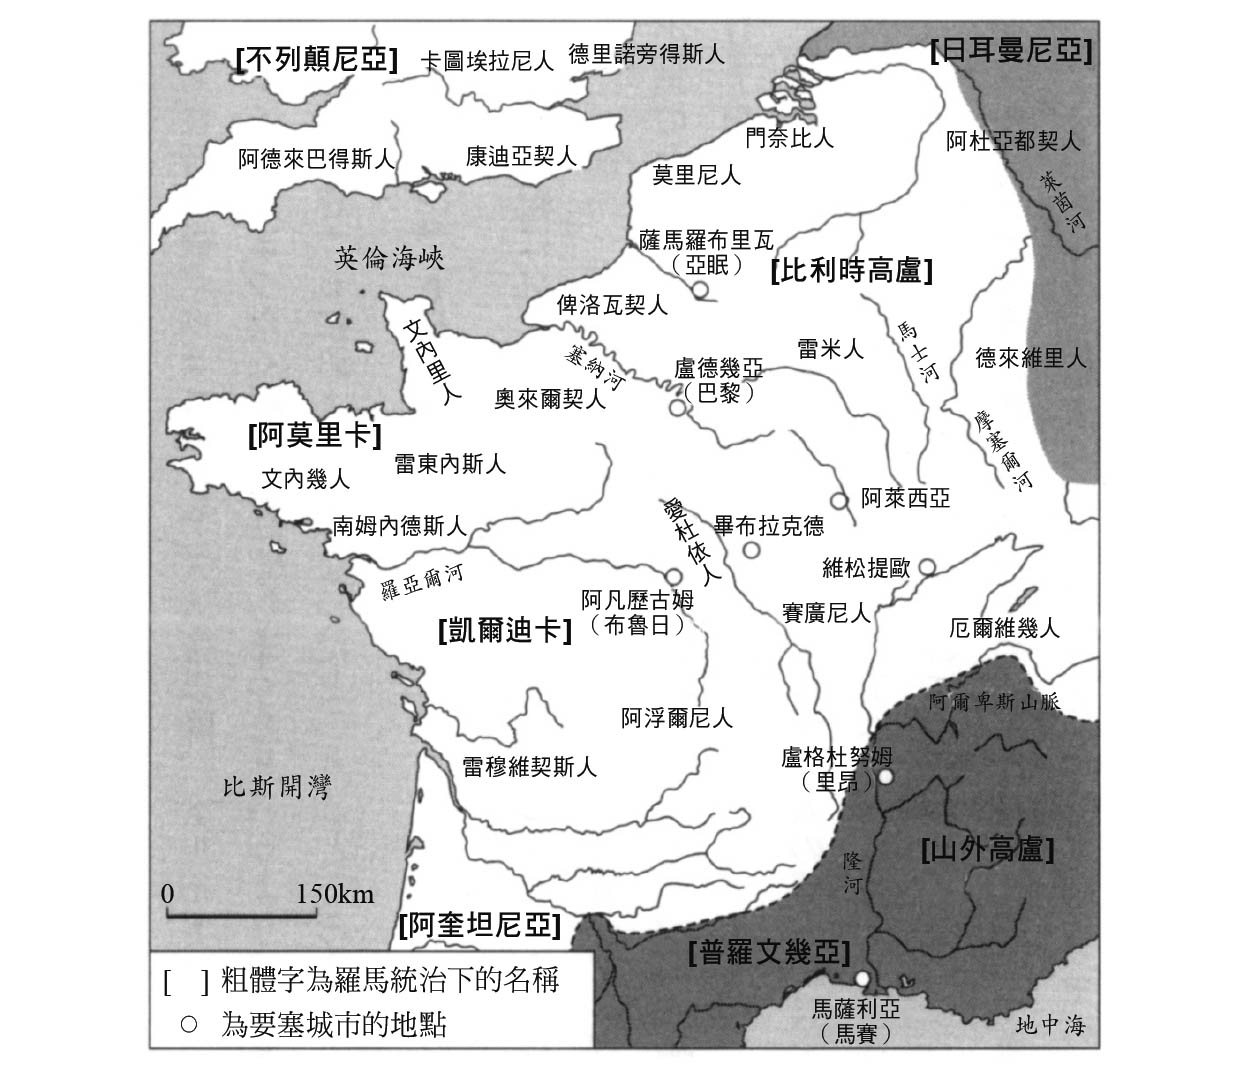 [不列顛尼亞]
卡圖埃拉尼人
德里諾旁得斯人
[日耳曼尼亞]
門奈比人
阿杜亞都契人
阿德來巴得斯人
康迪亞契人
莫里尼人
萊茵河
英倫海峽
薩馬羅布里瓦
（亞眠）
[比利時高盧]
俾洛瓦契人
文內里人
塞納河
雷米人
馬士河
德來維里人
盧德幾亞
（巴黎）
奧來爾契人
[阿莫里卡]
摩塞爾河
雷東內斯人
文內幾人
阿萊西亞
南姆內德斯人
愛杜依人
畢布拉克德
維松提歐
羅亞爾河
阿凡歷古姆
（布魯日）
賽廣尼人
[凱爾迪卡]
厄爾維幾人
阿爾卑斯山脈
阿浮爾尼人
雷穆維契斯人
盧格杜努姆
（里昂）
比斯開灣
[山外高盧]
隆河
0 150km
[阿奎坦尼亞]
[普羅文幾亞]
[ ] 粗體字為羅馬統治下的名稱
○ 為要塞城市的地點
馬薩利亞
（馬賽）
地中海